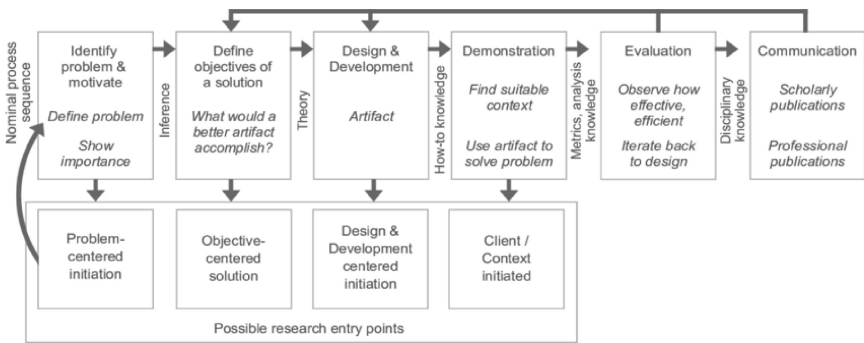 Nominal process
sequence
Identify
problem &
motivate
Define problem
Show
importance
Inference
Define
objectives of
a solution
What would a
better artifact
accomplish?
Theory
Design &
Development
Artifact
How-to knowledge
Demonstration
Find suitable
context
Use artifact to
solve problem
Metrics, analysis
knowledge
Evaluation
Observe how
effective,
efficient
Iterate back
to design
Disciplinary
knowledge
Communication
Scholarly
publications
Professional
publications
Problem-
centered
initiation
Objective-
centered
solution
Design &
Development
centered
initiation
Client /
Context
initiated
Possible research entry points